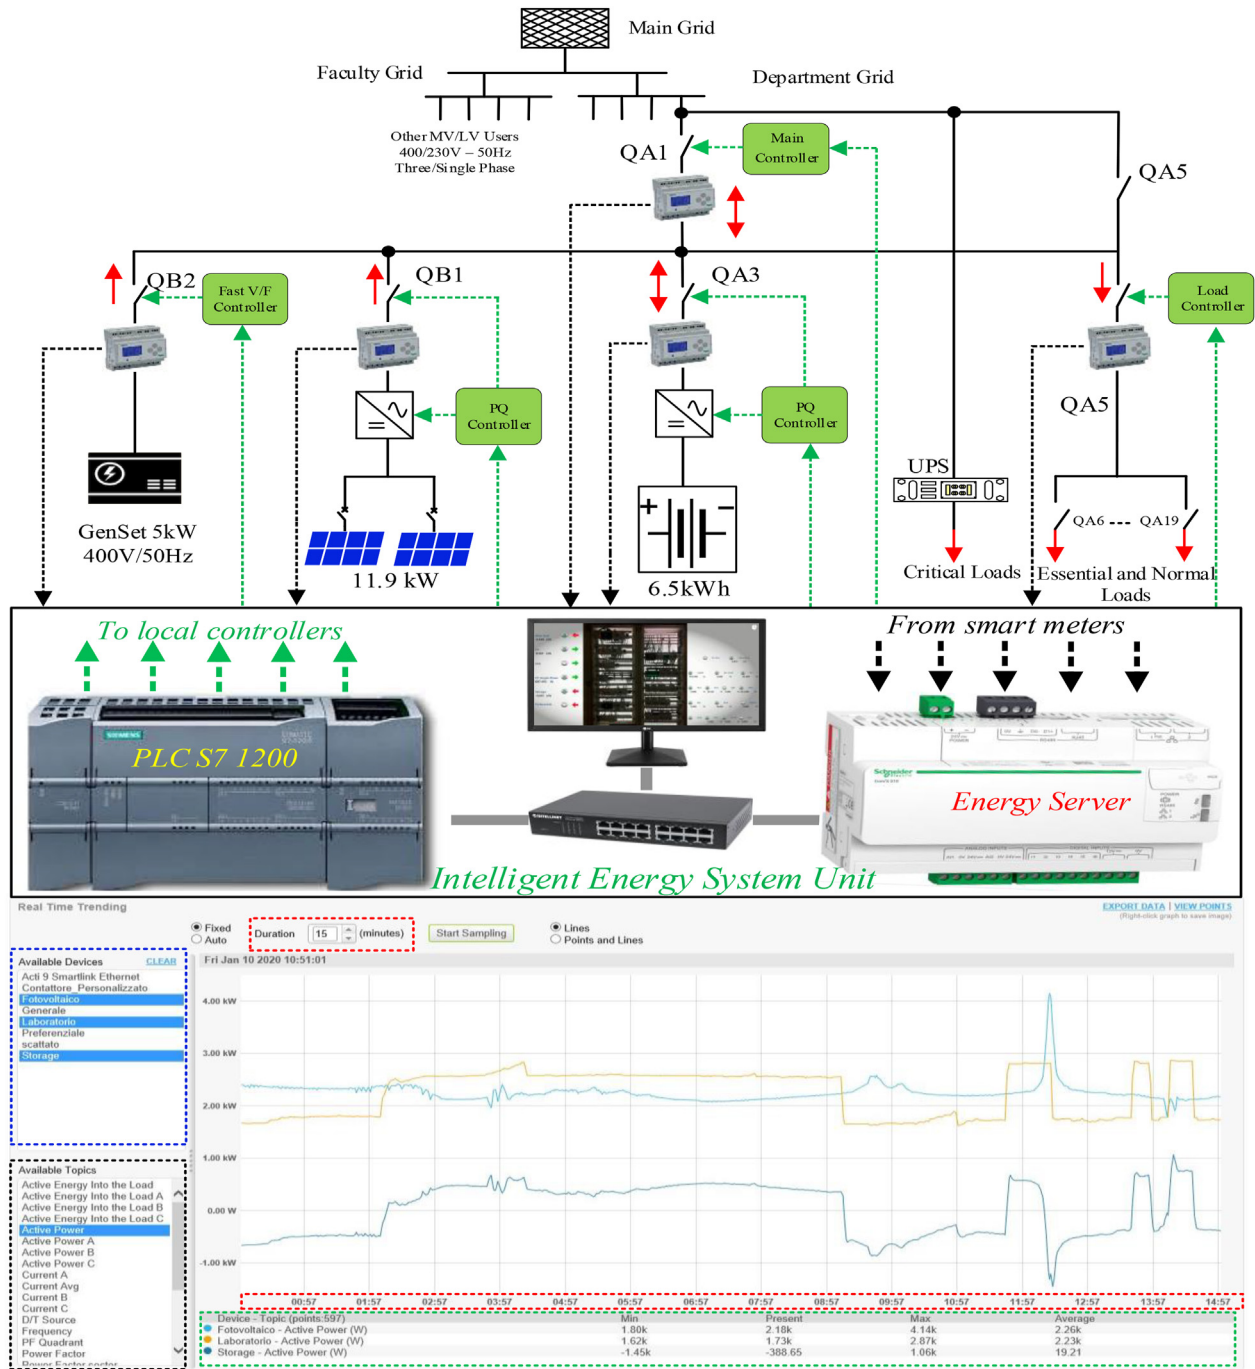 Main Grid
Faculty Grid
Department Grid
Other MV/LV Users
400/230V – 50Hz
Three/Single Phase
QA1
Main
Controller
QA5
QB2
Fast V/F
Controller
QB1
QA3
Load
Controller
PQ
Controller
PQ
Controller
QA5
UPS
GenSet 5kW
400V/50Hz
11.9 kW
6.5kWh
QA6 ---- QA19
Critical Loads
Essential and Normal
Loads
To local controllers
From smart meters
SIEMENS
PLC S7 1200
Schneider
Energy Server
Intelligent Energy System Unit
Real Time Trending
EXPORT DATA | VIEW POINTS
(Right-click graph to save image)
Fixed
Auto
Duration 15 (minutes)
Start Sampling
Lines
Points and Lines
Available Devices CLEAR
Acti 9 Smartlink Ethernet
Contattore_Personalizzato
Fotovoltaico
Generale
Laboratorio
Preferenziale
scattato
Storage
Available Topics
Active Energy Into the Load
Active Energy Into the Load A
Active Energy Into the Load B
Active Energy Into the Load C
Active Power
Active Power A
Active Power B
Active Power C
Current A
Current Avg
Current B
Current C
D/T Source
Frequency
PF Quadrant
Power Factor
Power Factor sector
Fri Jan 10 2020 10:51:01
4.00 kW
3.00 kW
2.00 kW
1.00 kW
0.00 kW
-1.00 kW
00:57 01:57 02:57 03:57 04:57 05:57 06:57 07:57 08:57 09:57 10:57 11:57 12:57 13:57 14:57
Device - Topic (points:597) Min Present Max Average
Fotovoltaico - Active Power (W) 1.80k 2.18k 4.14k 2.26k
Laboratorio - Active Power (W) 1.62k 1.73k 2.87k 2.23k
Storage - Active Power (W) -1.45k -388.65 1.06k 19.21